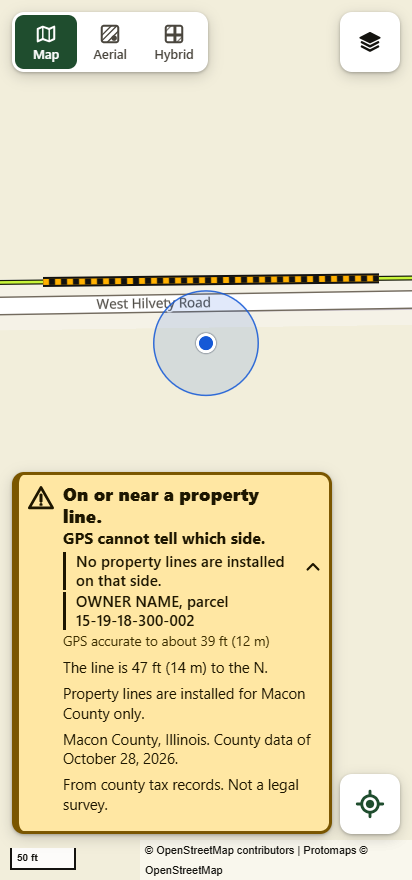 Map
Aerial
Hybrid
West Hilvety Road
On or near a property
line.
GPS cannot tell which side.
No property lines are installed
on that side.
OWNER NAME, parcel
15-19-18-300-002
GPS accurate to about 39 ft (12 m)
The line is 47 ft (14 m) to the N.
Property lines are installed for Macon
County only.
Macon County, Illinois. County data of
October 28, 2026.
From county tax records. Not a legal
survey.
50 ft
© OpenStreetMap contributors | Protomaps ©
OpenStreetMap